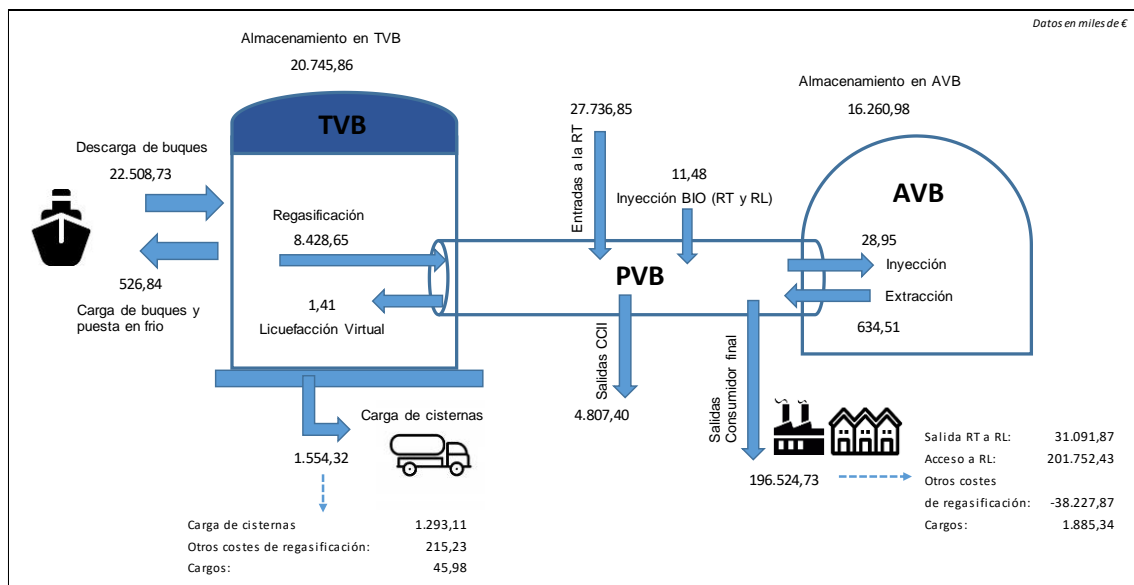 Datos en miles de €
Almacenamiento en TVB
20.745,86
Almacenamiento en AVB
16.260,98
TVB
27.736,85
Entradas a la RT
Descarga de buques
22.508,73
11,48
Inyección BIO (RT y RL)
AVB
Regasificación
8.428,65
28,95
Inyección
PVB
526,84
Carga de buques y
puesta en frio
1,41
Licuefacción Virtual
Extracción
634,51
Salidas CCII
4.807,40
Salidas
Consumidor final
196.524,73
Carga de cisternas
1.554,32
Salida RT a RL: 31.091,87
Acceso a RL: 201.752,43
Otros costes
de regasificación: -38.227,87
Cargos: 1.885,34
Carga de cisternas 1.293,11
Otros costes de regasificación: 215,23
Cargos: 45,98